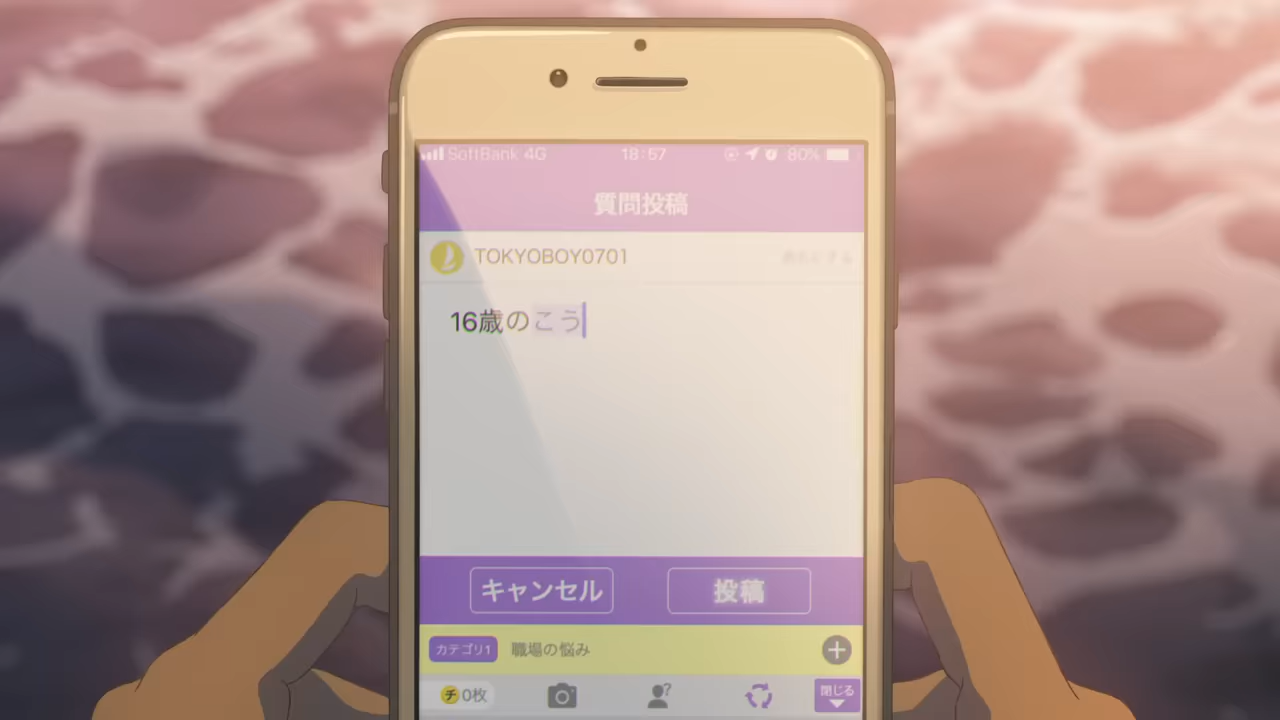 SoftBank 4G 18:57 80%
質問投稿
TOKYOBOY0701
16歳のこう
キャンセル 投稿
カテゴリ1 職場の悩み
チ 0枚 閉じる